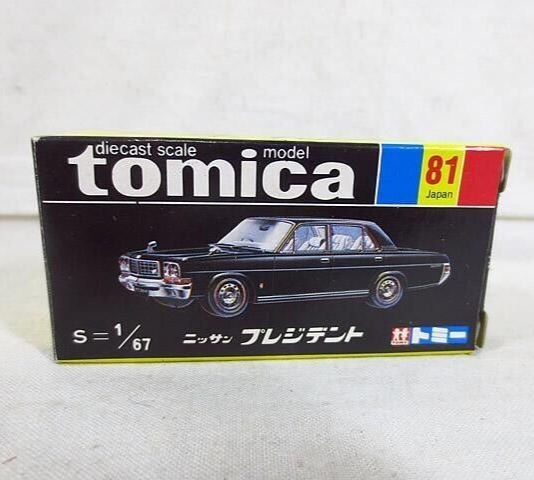 diecast scale model
tomica
81
Japan
S=1/67
ニッサン プレジデント
トミー